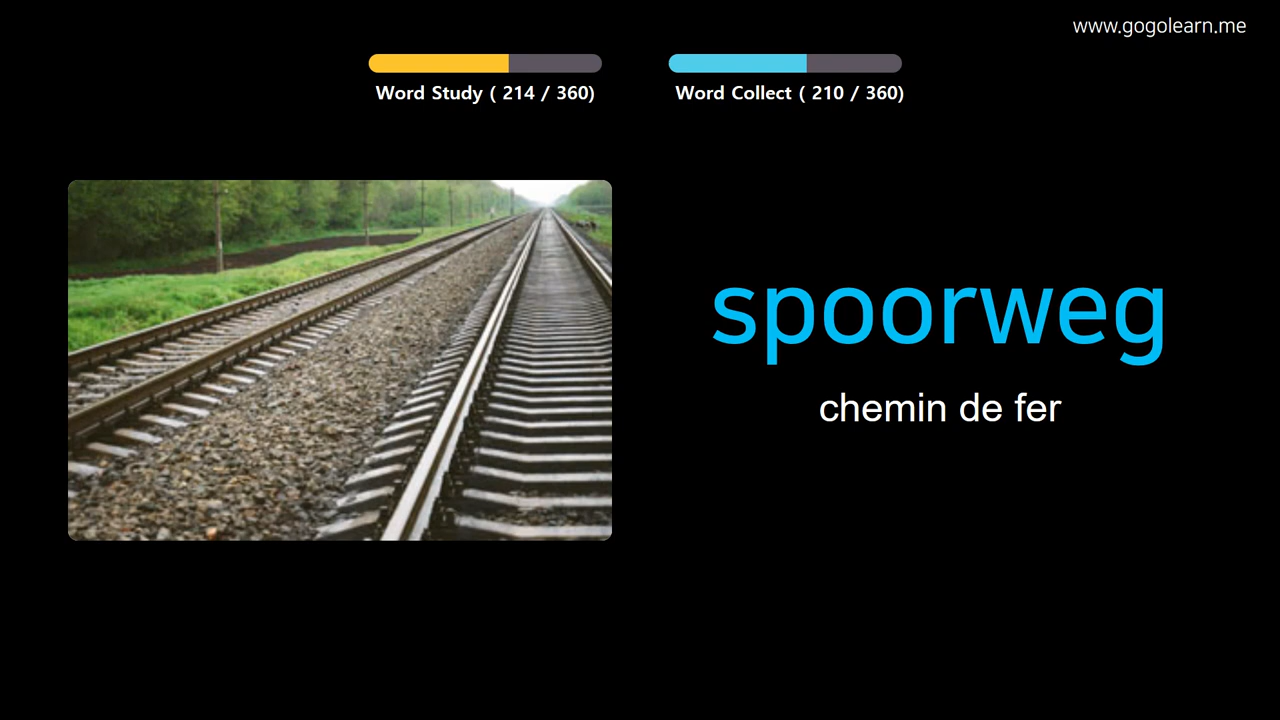 www.gogolearn.me
Word Study ( 214 / 360)
Word Collect ( 210 / 360)
spoorweg
chemin de fer